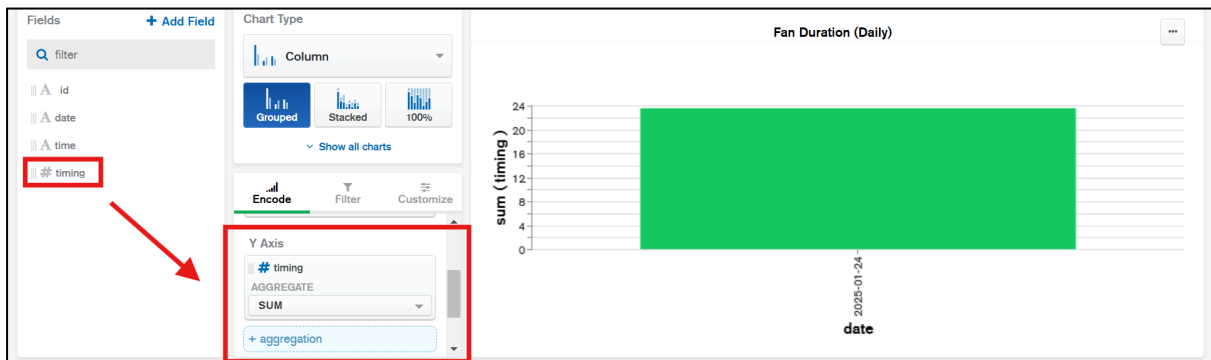 Fields
+ Add Field
filter
A id
A date
A time
# timing
Chart Type
Column
Grouped
Stacked
100%
Show all charts
Encode
Filter
Customize
Y Axis
# timing
AGGREGATE
SUM
+ aggregation
Fan Duration (Daily)
...
sum ( timing )
24
20
16
12
8
4
0
2025-01-24
date